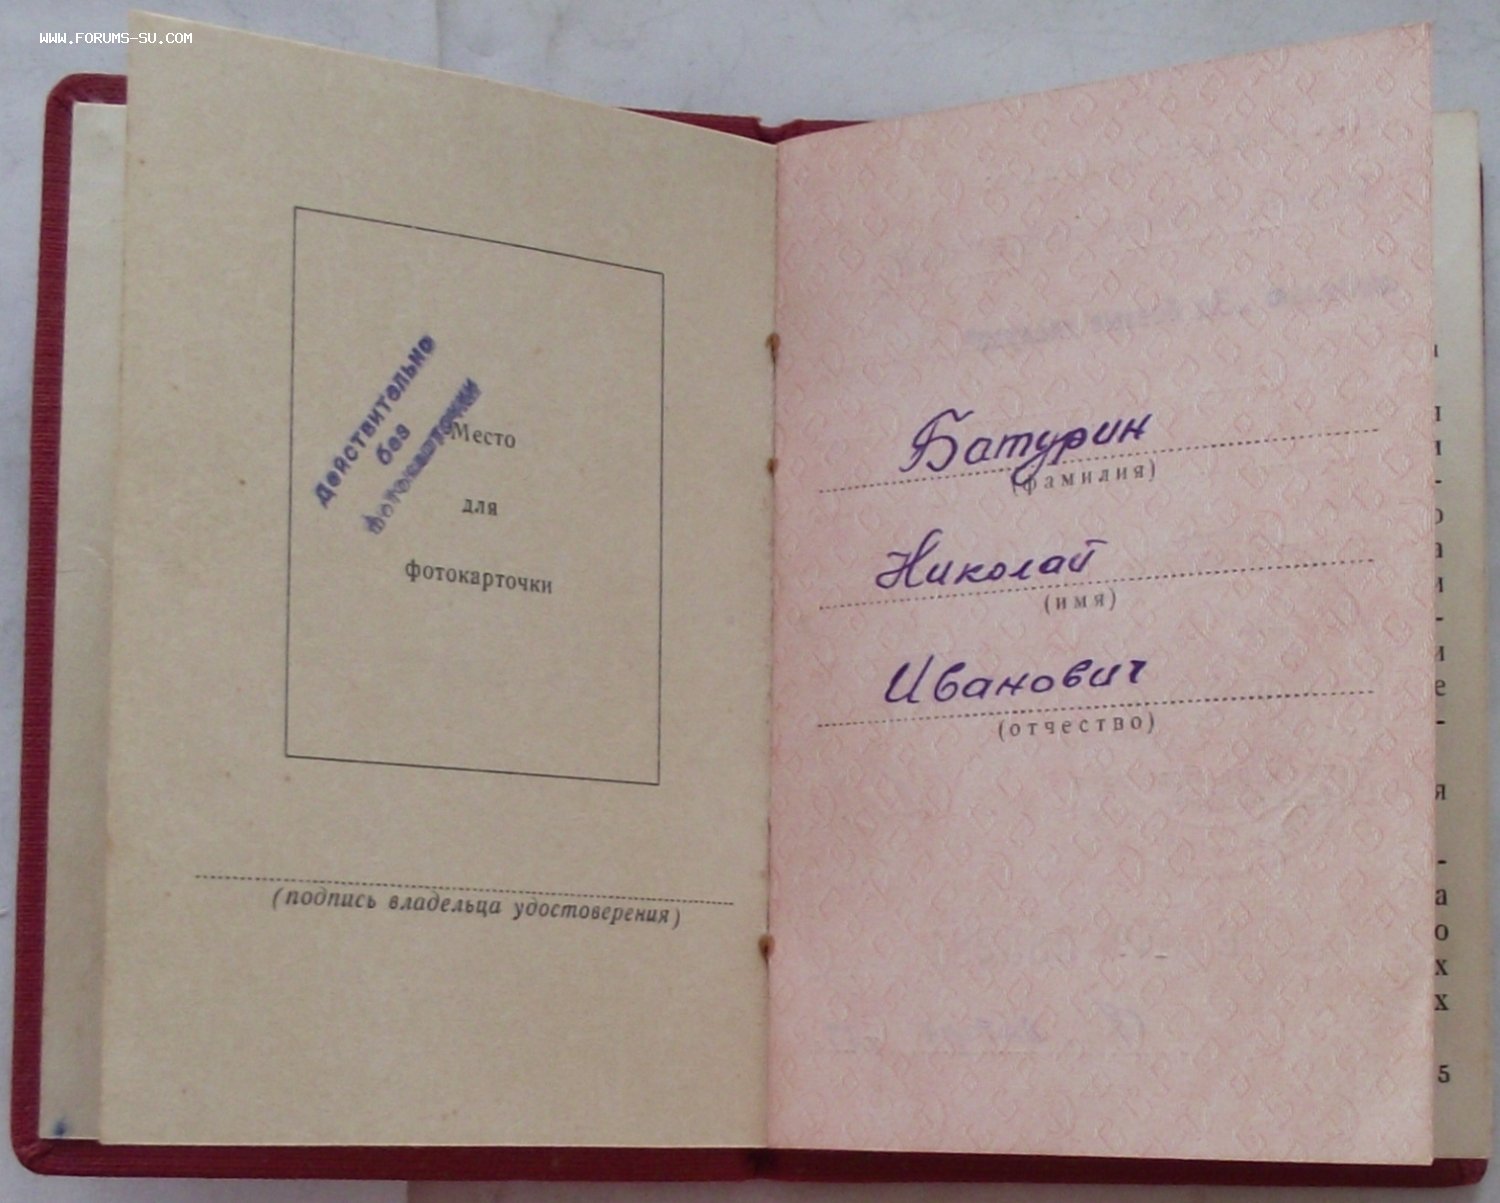 www.forums-su.com
Действительно
без
фотокарточки
Место
для
фотокарточки
(подпись владельца удостоверения)
Батурин
(фамилия)
Николай
(имя)
Иванович
(отчество)
5